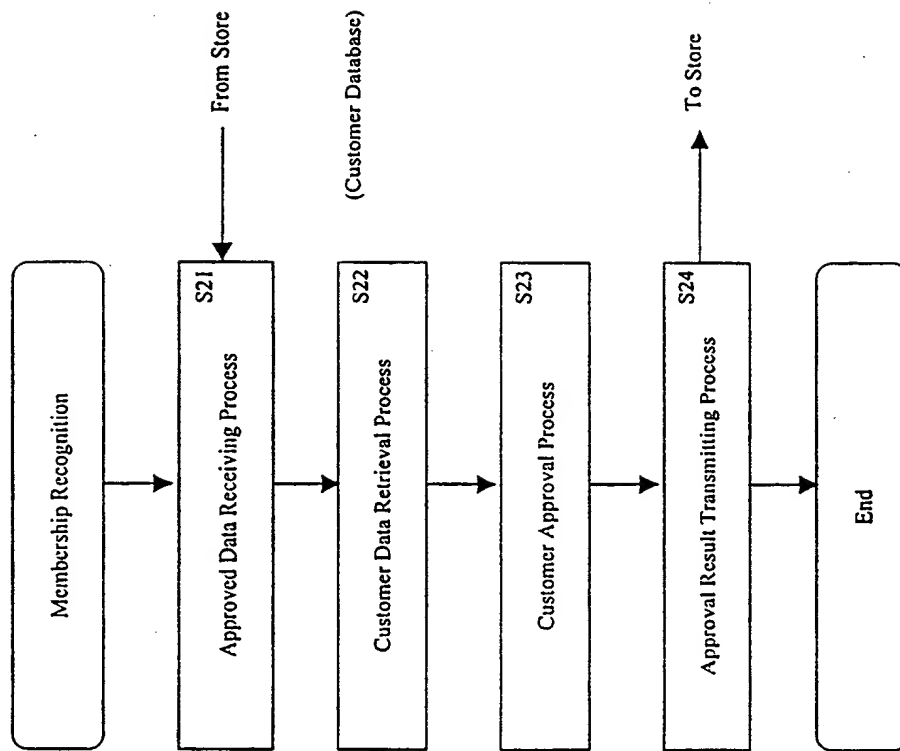 Membership Recognition
S21
Approved Data Receiving Process
From Store
S22
Customer Data Retrieval Process
(Customer Database)
S23
Customer Approval Process
S24
Approval Result Transmitting Process
To Store
End